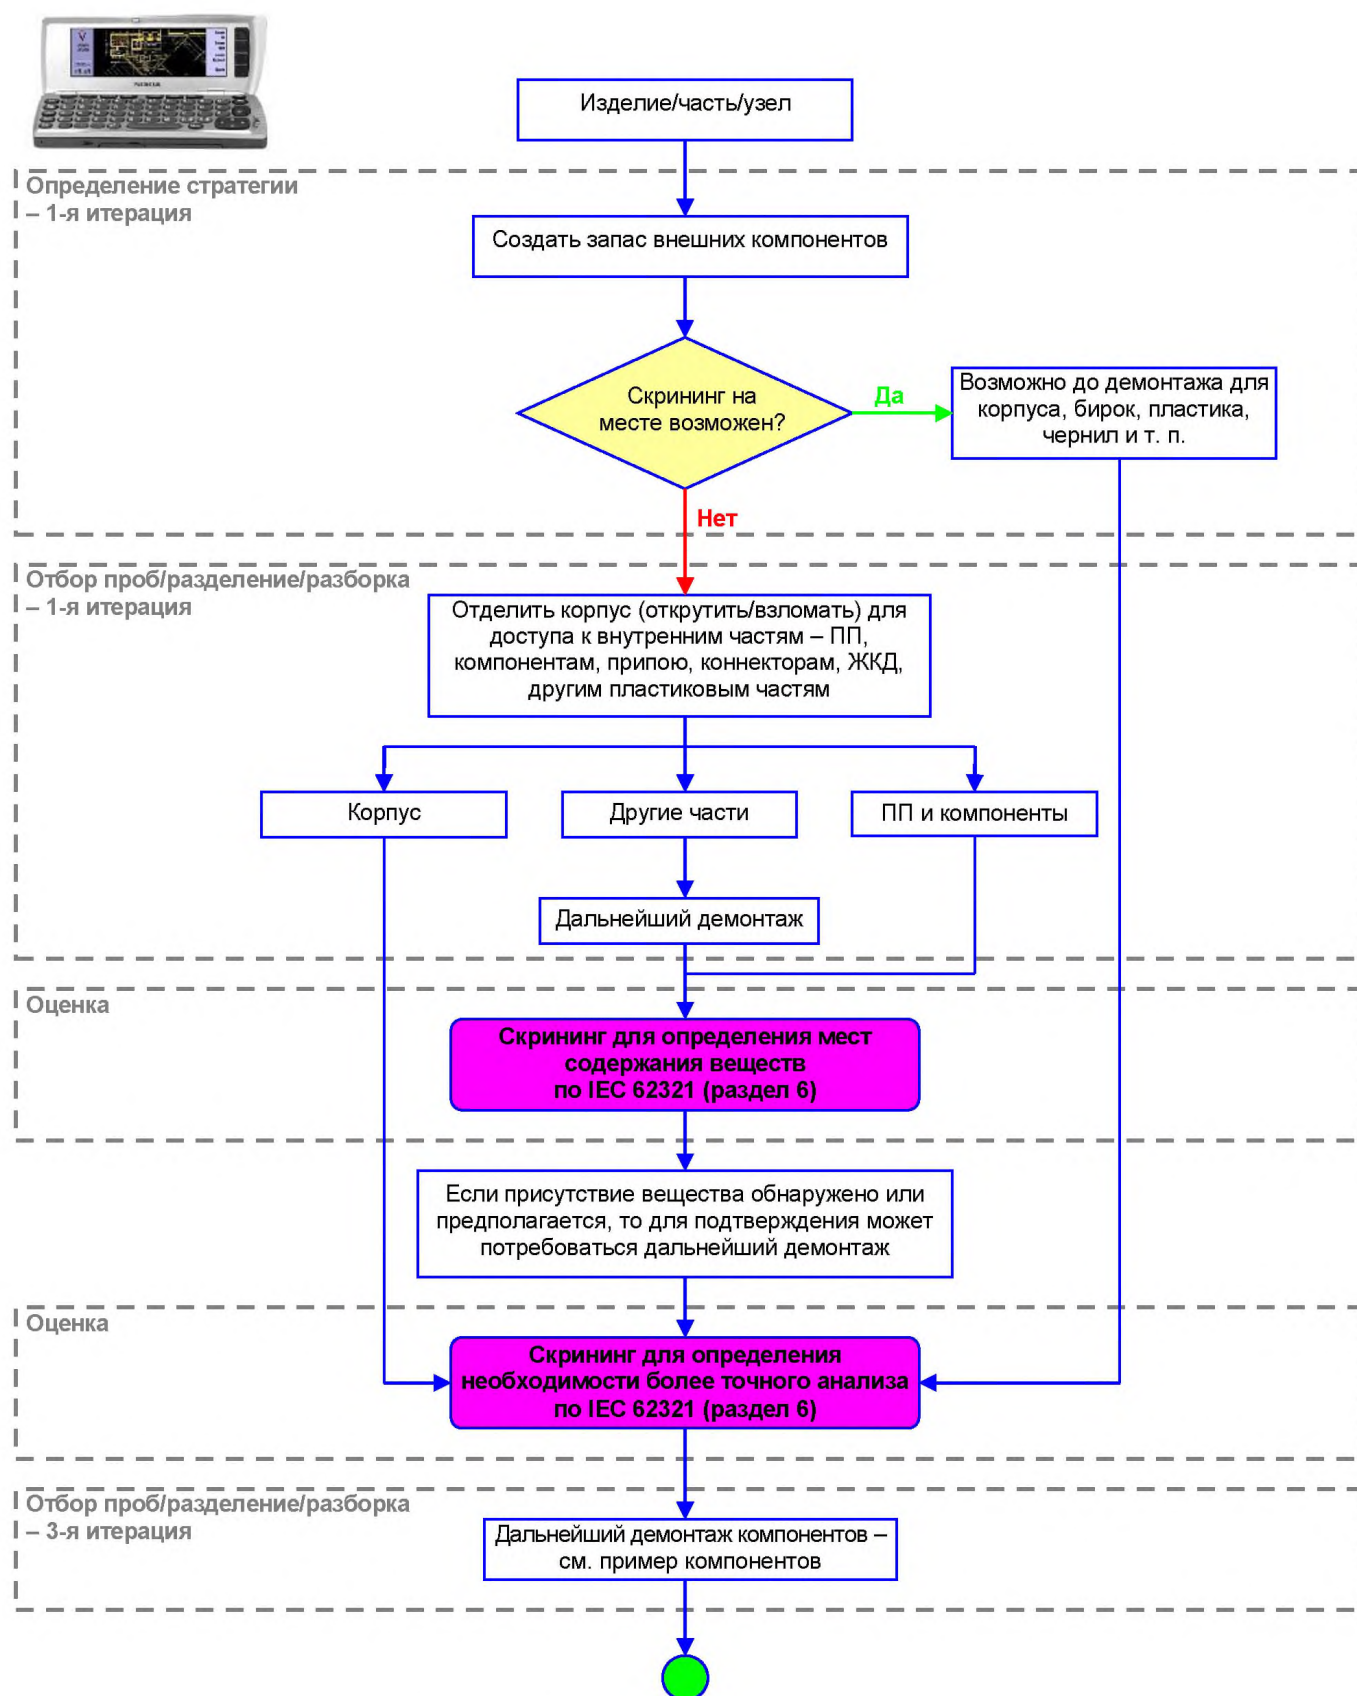 NOKIA
Изделие/часть/узел
Определение стратегии
– 1-я итерация
Создать запас внешних компонентов
Скрининг на
месте возможен?
Да
Возможно до демонтажа для
корпуса, бирок, пластика,
чернил и т. п.
Нет
Отбор проб/разделение/разборка
– 1-я итерация
Отделить корпус (открутить/взломать) для
доступа к внутренним частям – ПП,
компонентам, припою, коннекторам, ЖКД,
другим пластиковым частям
Корпус
Другие части
ПП и компоненты
Дальнейший демонтаж
Оценка
Скрининг для определения мест
содержания веществ
по IEC 62321 (раздел 6)
Если присутствие вещества обнаружено или
предполагается, то для подтверждения может
потребоваться дальнейший демонтаж
Оценка
Скрининг для определения
необходимости более точного анализа
по IEC 62321 (раздел 6)
Отбор проб/разделение/разборка
– 3-я итерация
Дальнейший демонтаж компонентов –
см. пример компонентов